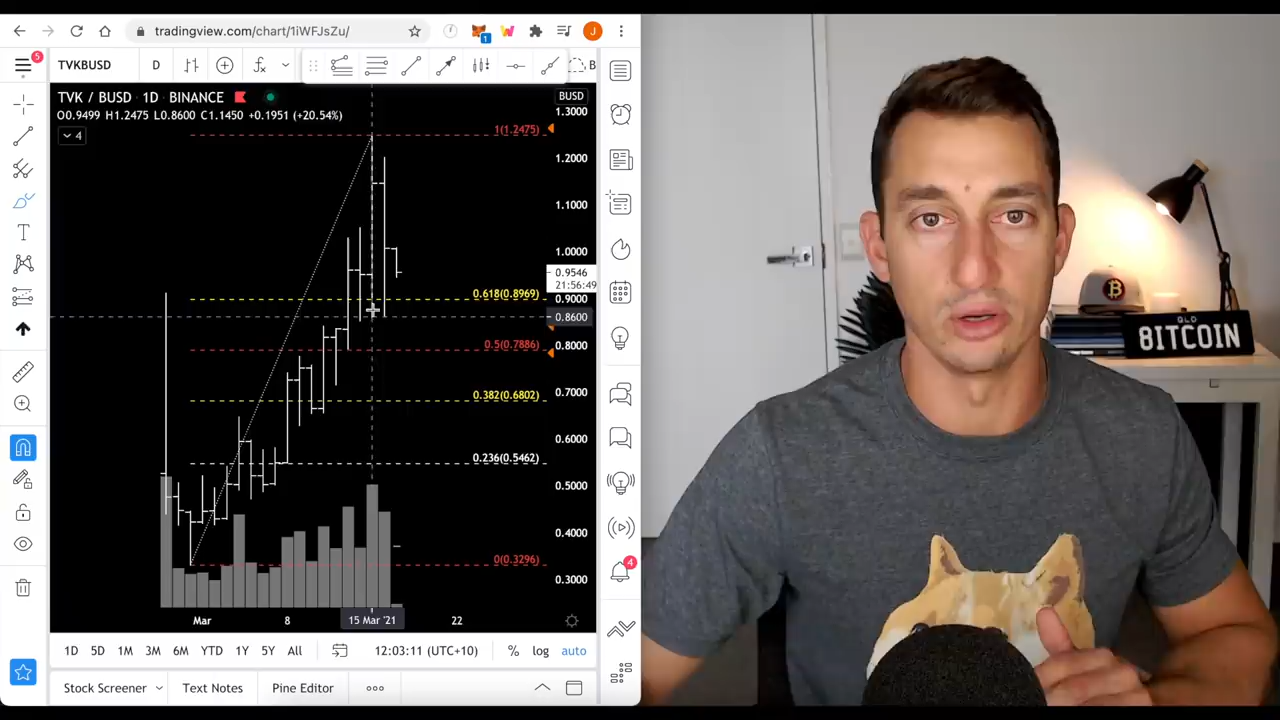 tradingview.com/chart/1iWFJsZu/
1
J
5
TVKBUSD
D
B
TVK / BUSD · 1D · BINANCE
BUSD
O0.9499 H1.2475 L0.8600 C1.1450 +0.1951 (+20.54%)
4
1(1.2475)
0.618(0.8969)
0.5(0.7886)
0.382(0.6802)
0.236(0.5462)
0(0.3296)
1.3000
1.2000
1.1000
1.0000
0.9546
21:56:49
0.9000
0.8600
0.8000
0.7000
0.6000
0.5000
0.4000
0.3000
Mar
8
15 Mar '21
22
1D
5D
1M
3M
6M
YTD
1Y
5Y
All
12:03:11 (UTC+10)
%
log
auto
Stock Screener
Text Notes
Pine Editor
4
T
B
QLD
8ITCOIN